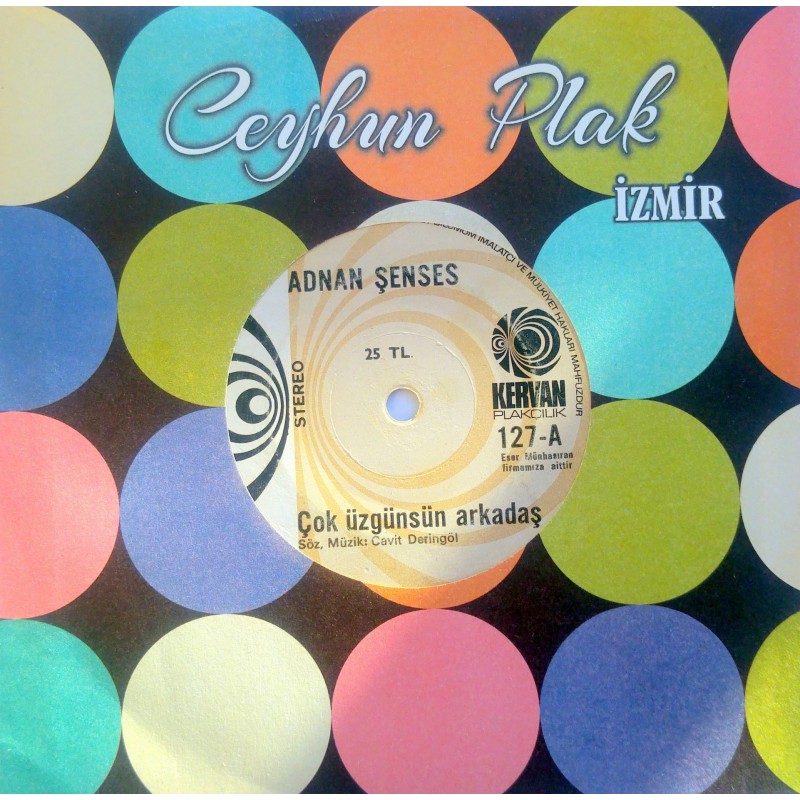 Ceyhun Plak
İZMİR
İMALATÇI VE MÜLKİYET HAKLARI MAHFUZDUR
ADNAN ŞENSES
25 TL.
STEREO
KERVAN
PLAKÇILIK
127-A
Eser Münhasıran
firmamıza aittir
Çok üzgünsün arkadaş
Söz, Müzik: Cavit Deringöl